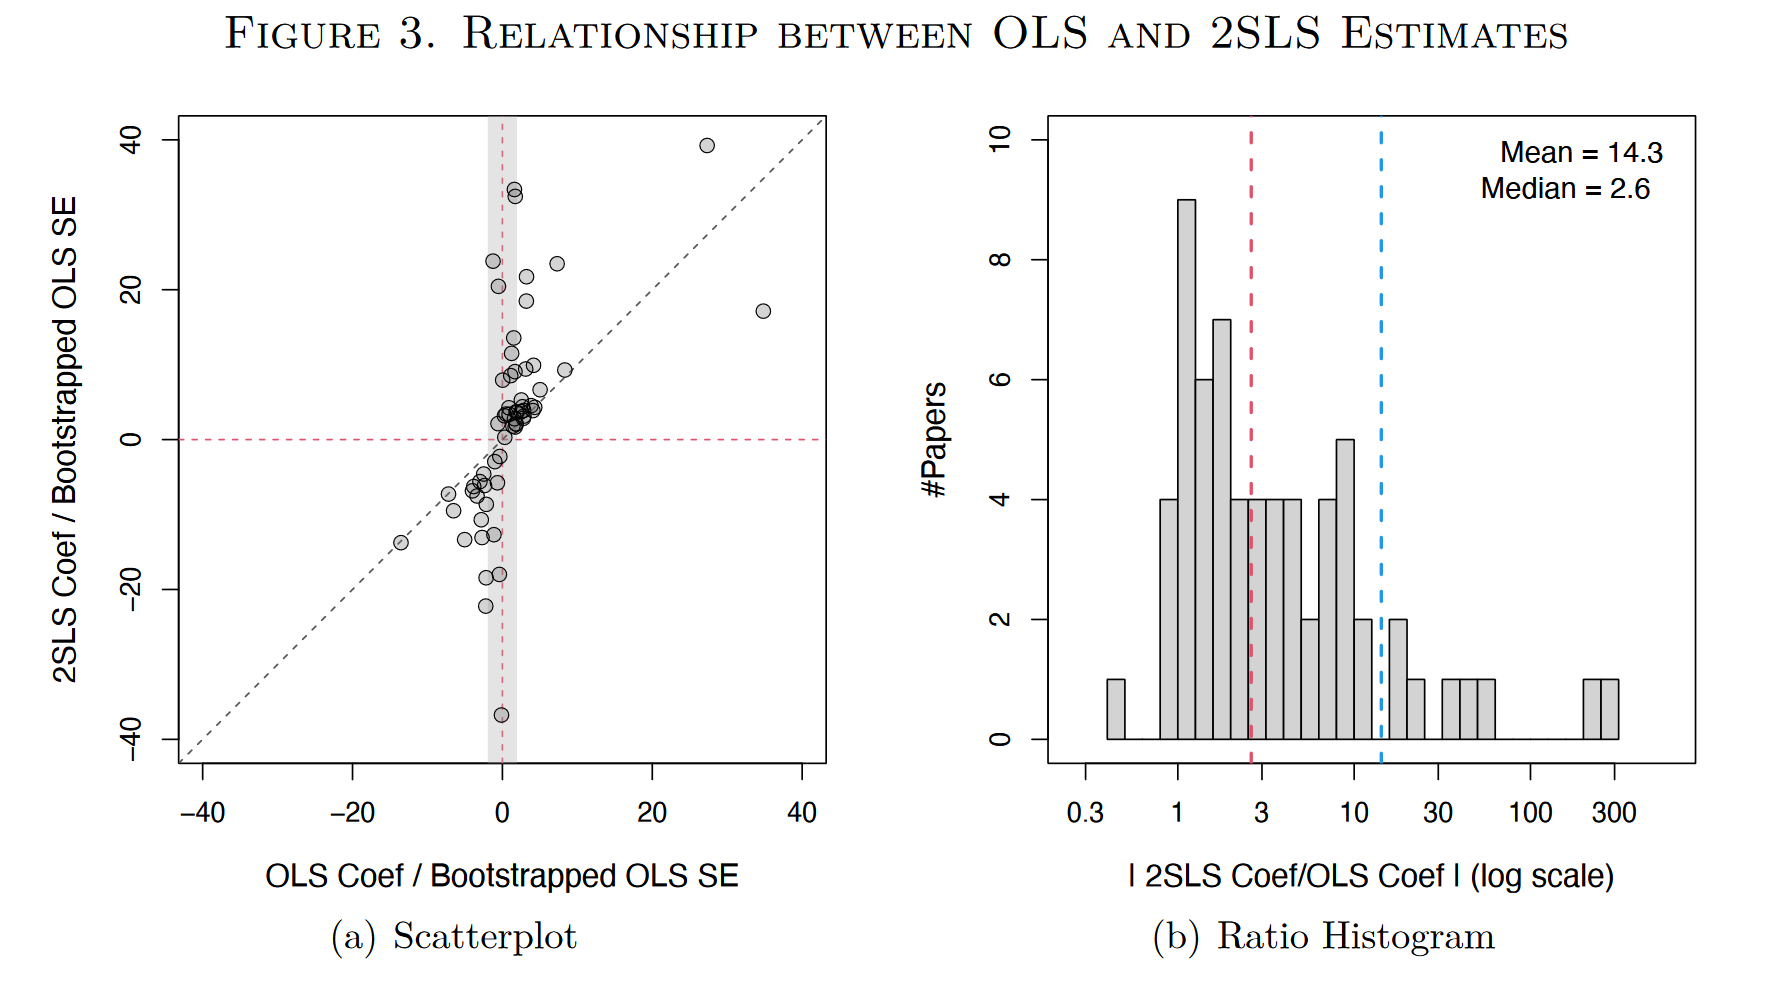 FIGURE 3. RELATIONSHIP BETWEEN OLS AND 2SLS ESTIMATES
2SLS Coef / Bootstrapped OLS SE
40
20
0
−20
−40
−40 −20 0 20 40
OLS Coef / Bootstrapped OLS SE
(a) Scatterplot
#Papers
10
8
6
4
2
0
Mean = 14.3
Median = 2.6
0.3 1 3 10 30 100 300
| 2SLS Coef/OLS Coef | (log scale)
(b) Ratio Histogram